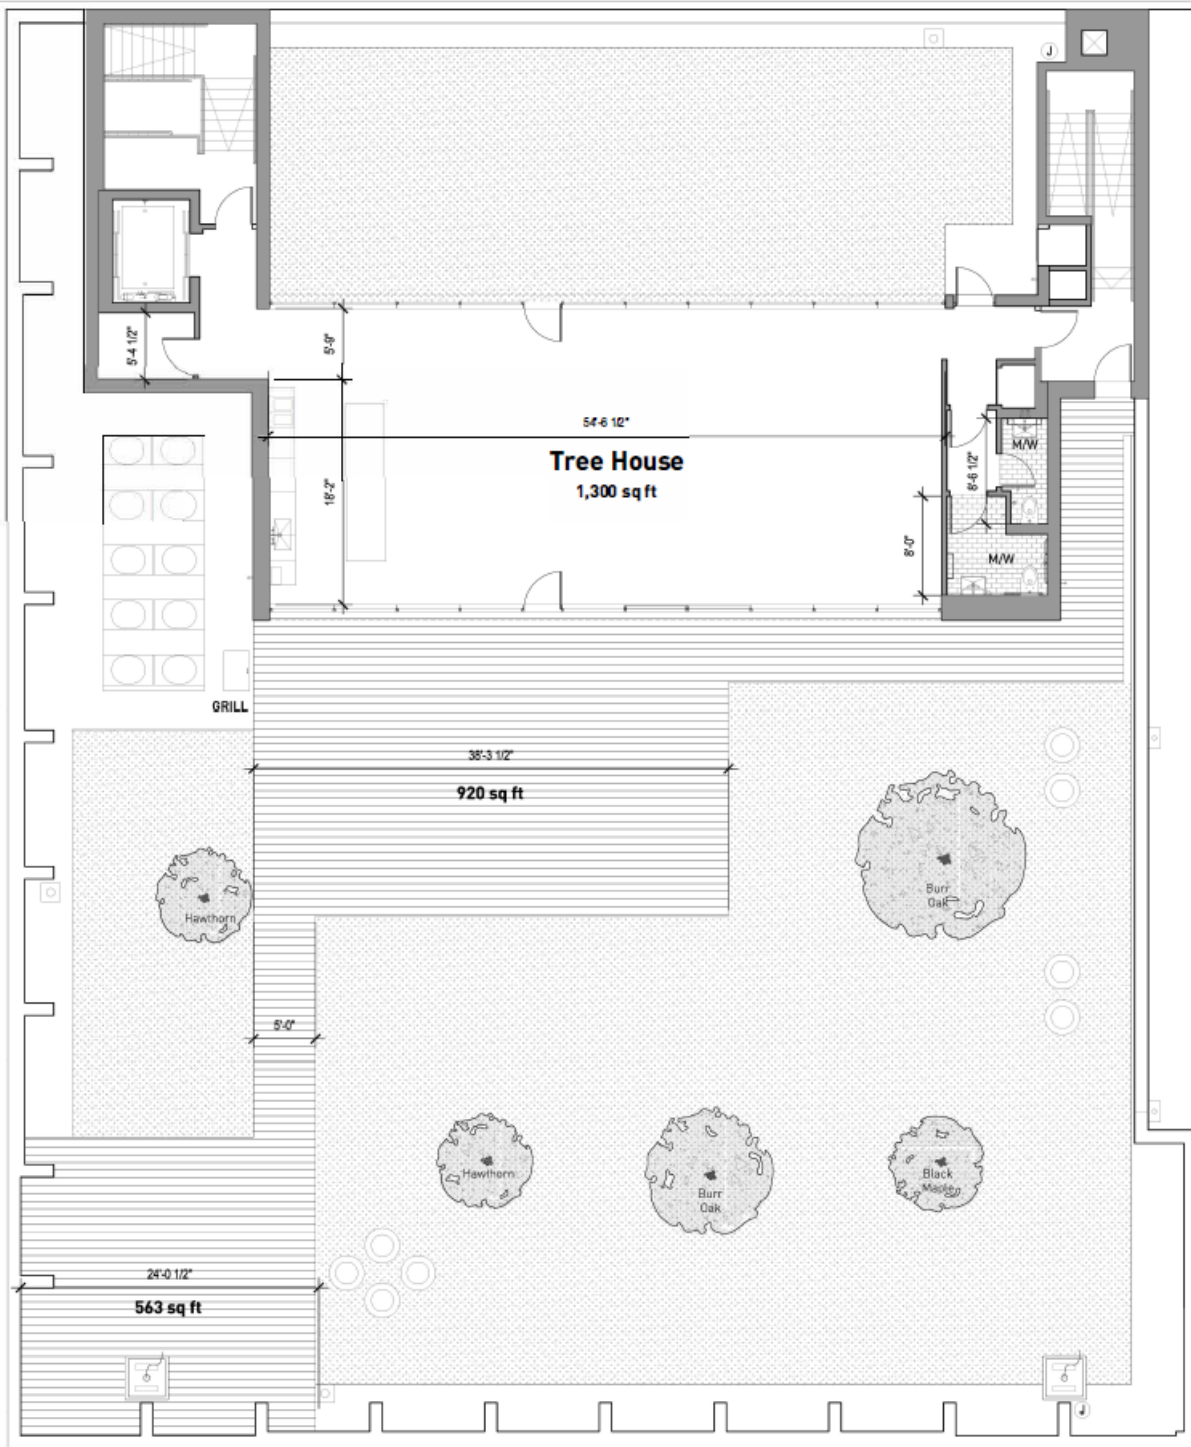 J
5'-4 1/2"
5'-9"
54'-6 1/2"
Tree House
1,300 sq ft
18'-2"
M/W
8'-6 1/2"
8'-0"
M/W
GRILL
38'-3 1/2"
920 sq ft
Burr
Oak
Hawthorn
5'-0"
Hawthorn
Burr
Oak
Black
Maple
24'-0 1/2"
563 sq ft
J